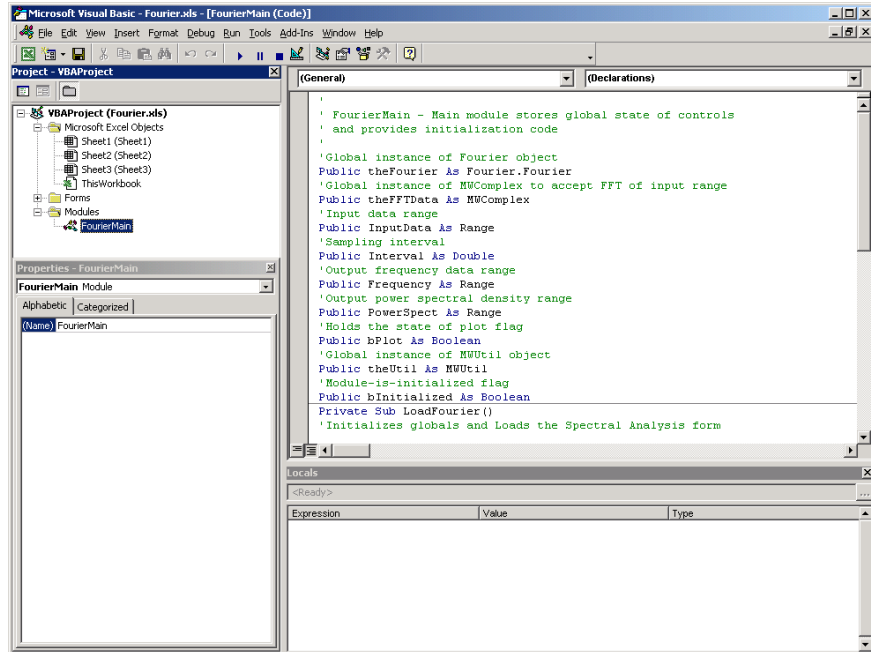 Microsoft Visual Basic - Fourier.xls - [FourierMain (Code)]
File Edit View Insert Format Debug Run Tools Add-Ins Window Help
Project - VBAProject
VBAProject (Fourier.xls)
Microsoft Excel Objects
Sheet1 (Sheet1)
Sheet2 (Sheet2)
Sheet3 (Sheet3)
ThisWorkbook
Forms
Modules
FourierMain
Properties - FourierMain
FourierMain Module
Alphabetic Categorized
(Name) FourierMain
(General) (Declarations)
'
' FourierMain - Main module stores global state of controls
' and provides initialization code
'
'Global instance of Fourier object
Public theFourier As Fourier.Fourier
'Global instance of MWComplex to accept FFT of input range
Public theFFTData As MWComplex
'Input data range
Public InputData As Range
'Sampling interval
Public Interval As Double
'Output frequency data range
Public Frequency As Range
'Output power spectral density range
Public PowerSpect As Range
'Holds the state of plot flag
Public bPlot As Boolean
'Global instance of MWUtil object
Public theUtil As MWUtil
'Module-is-initialized flag
Public bInitialized As Boolean
Private Sub LoadFourier()
'Initializes globals and Loads the Spectral Analysis form
Locals
<Ready>
...
Expression Value Type